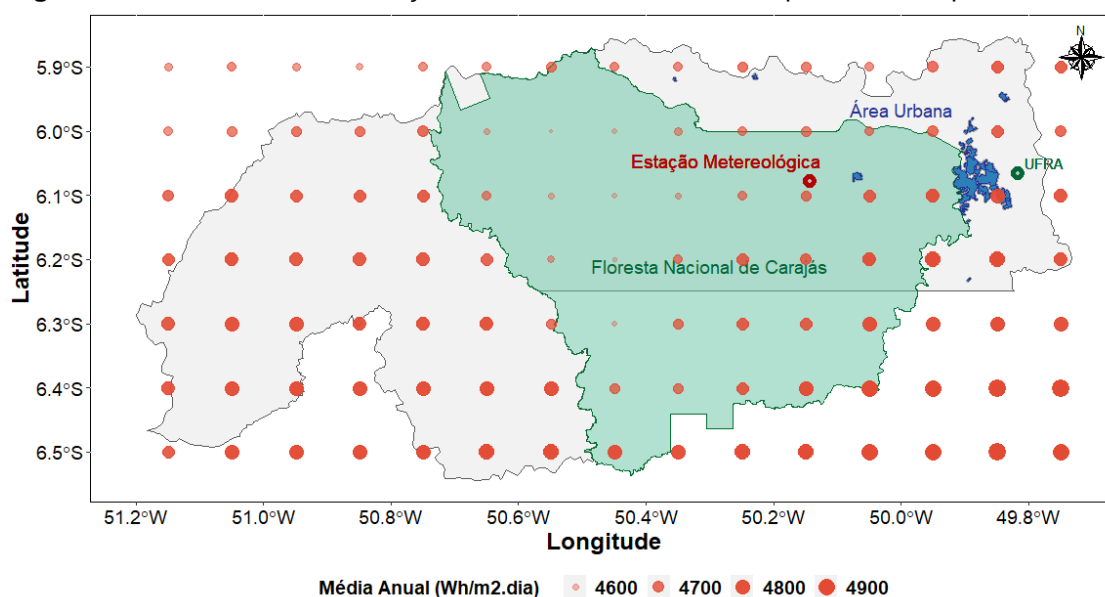 N
5.9°S
6.0°S
6.1°S
6.2°S
6.3°S
6.4°S
6.5°S
Latitude
Área Urbana
Estação Metereológica
UFRA
Floresta Nacional de Carajás
51.2°W 51.0°W 50.8°W 50.6°W 50.4°W 50.2°W 50.0°W 49.8°W
Longitude
Média Anual (Wh/m2.dia) 4600 4700 4800 4900